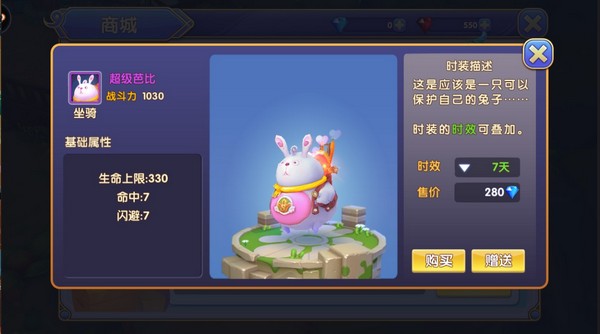 商城
0
530
超级芭比
战斗力 1030
坐骑
基础属性
生命上限:330
命中:7
闪避:7
时装描述
这是应该是一只可以
保护自己的兔子……
时装的时效可叠加。
时效 7天
售价 280
购买 赠送